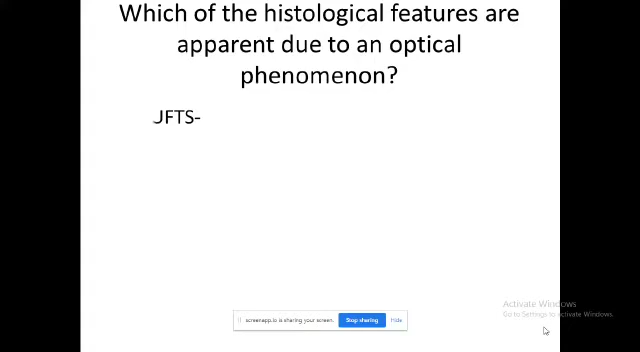 Which of the histological features are
apparent due to an optical
phenomenon?
JFTS-
Activate Windows
Go to Settings to activate Windows.
screenapp.io is sharing your screen.
Stop sharing
Hide